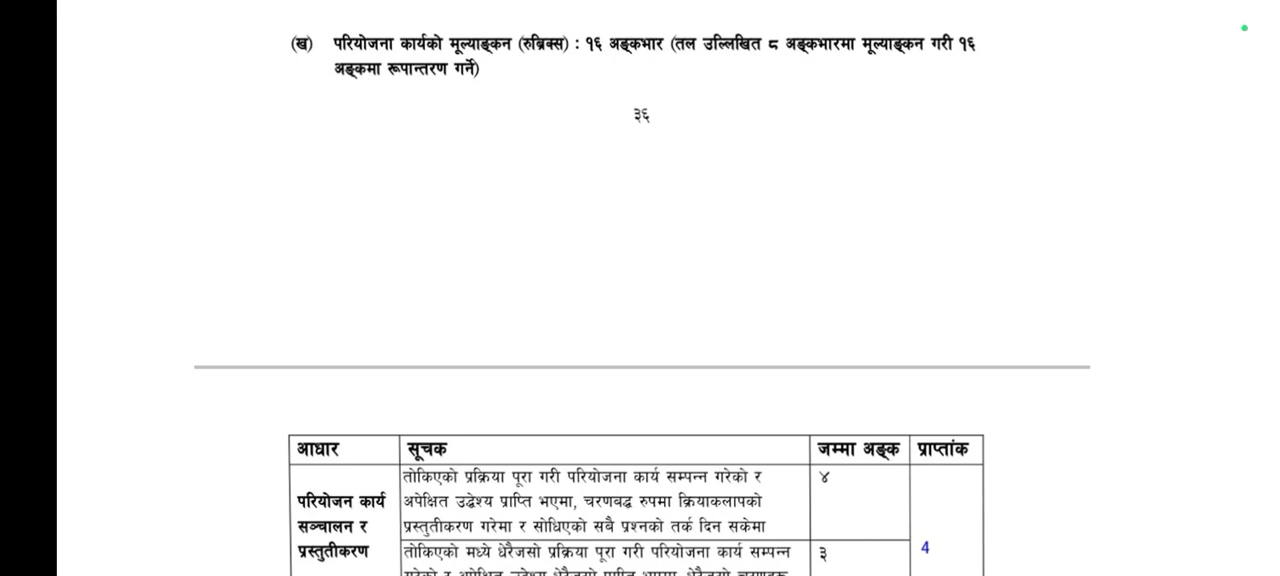 (ख) परियोजना कार्यको मूल्याङ्कन (रुब्रिक्स) : १६ अङ्कभार (तल उल्लिखित ८ अङ्कभारमा मूल्याङ्कन गरी १६
अङ्कमा रूपान्तरण गर्ने)
३६
आधार सूचक जम्मा अङ्क प्राप्तांक
तोकिएको प्रक्रिया पूरा गरी परियोजना कार्य सम्पन्न गरेको र ४
परियोजन कार्य अपेक्षित उद्देश्य प्राप्ति भएमा, चरणबद्ध रुपमा क्रियाकलापको
सञ्चालन र प्रस्तुतीकरण गरेमा र सोधिएको सबै प्रश्नको तर्क दिन सकेमा
प्रस्तुतीकरण तोकिएको मध्ये धेरैजसो प्रक्रिया पूरा गरी परियोजना कार्य सम्पन्न ३ 4